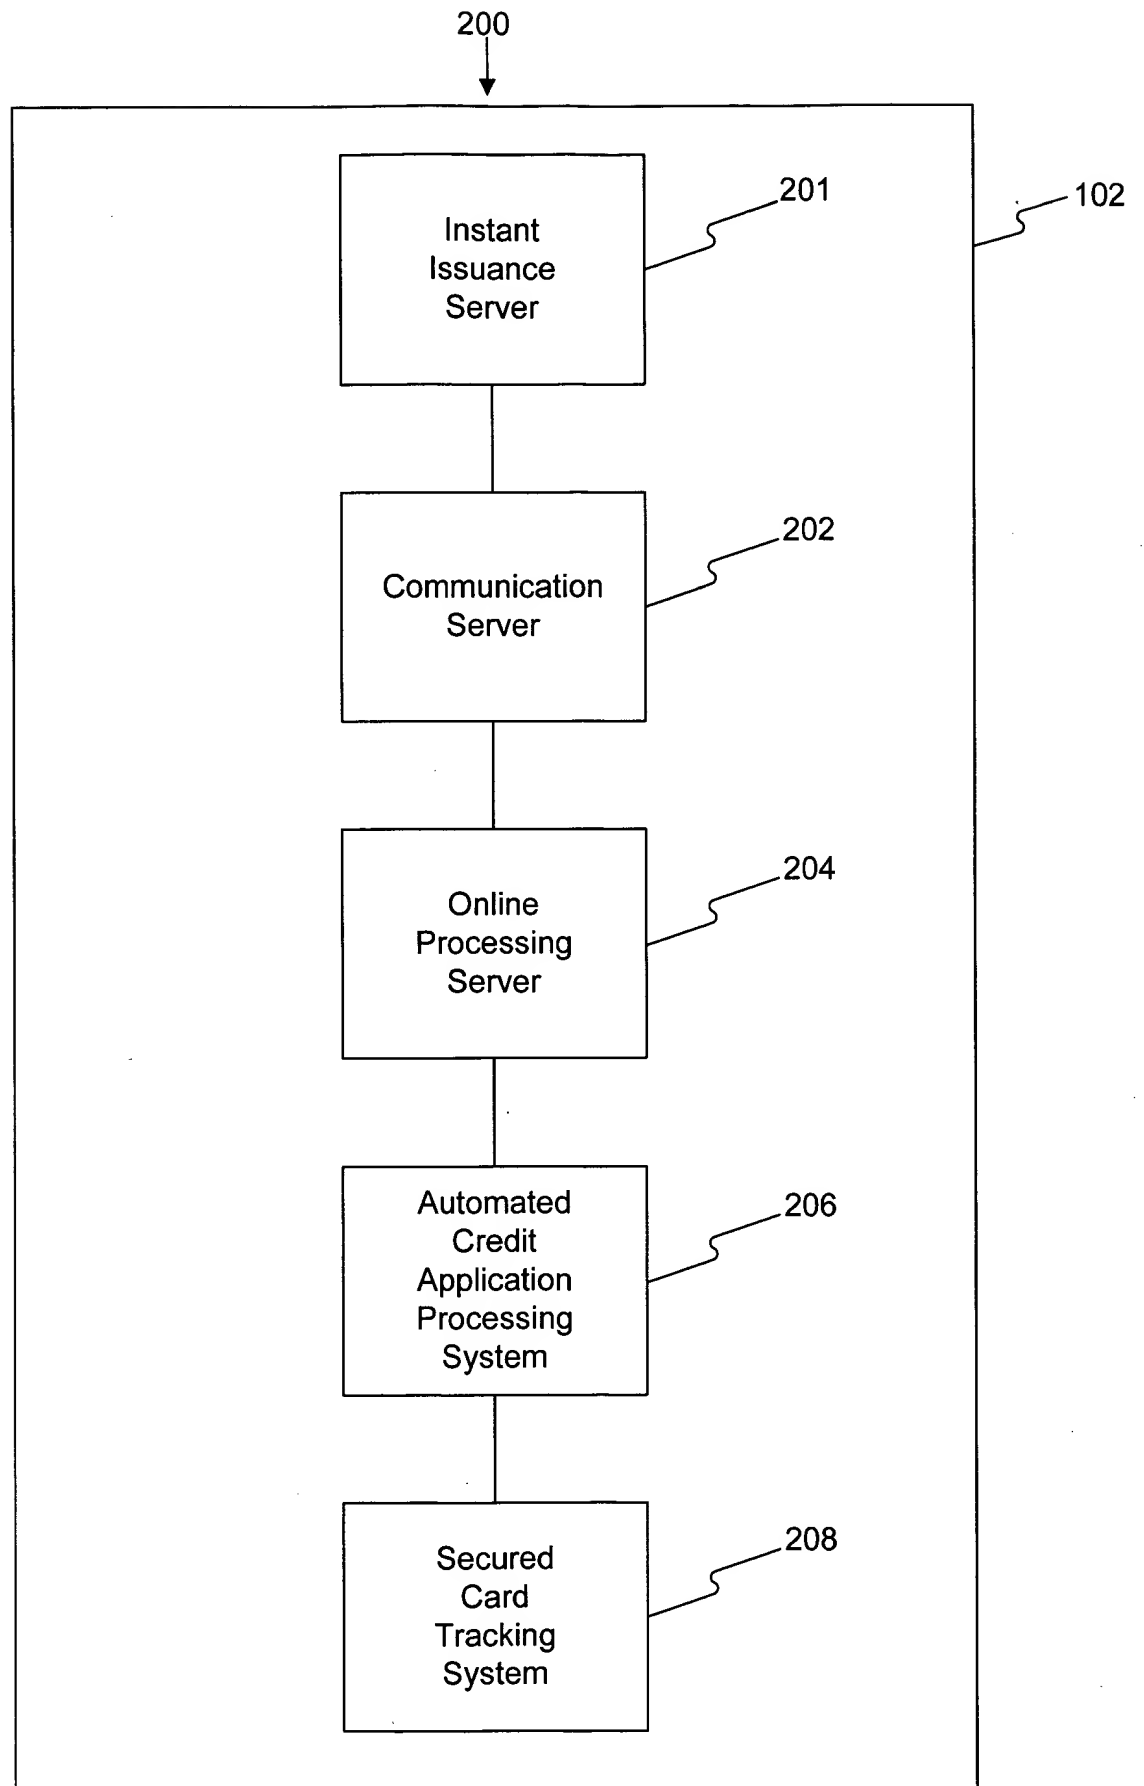 200
201
102
Instant
Issuance
Server
202
Communication
Server
204
Online
Processing
Server
206
Automated
Credit
Application
Processing
System
208
Secured
Card
Tracking
System